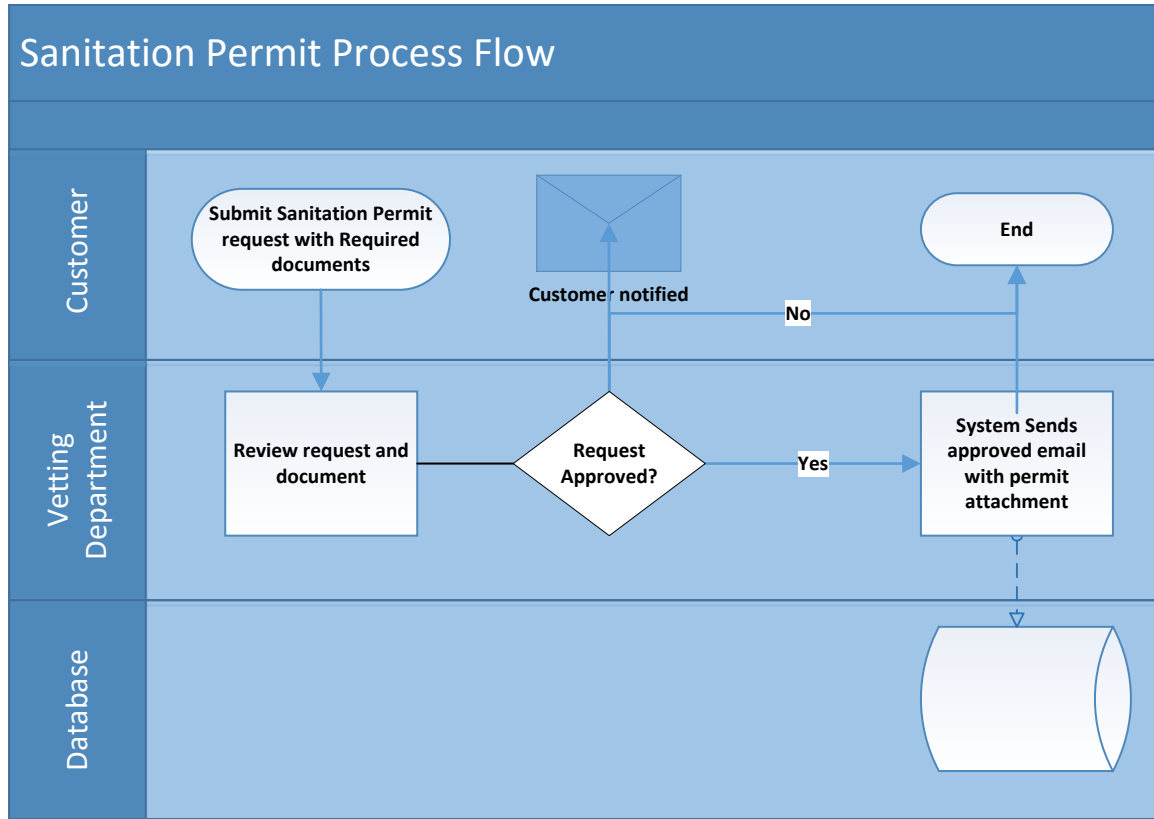 Sanitation Permit Process Flow
Customer
Submit Sanitation Permit
request with Required
documents
Customer notified
End
No
Vetting
Department
Review request and
document
Request
Approved?
Yes
System Sends
approved email
with permit
attachment
Database